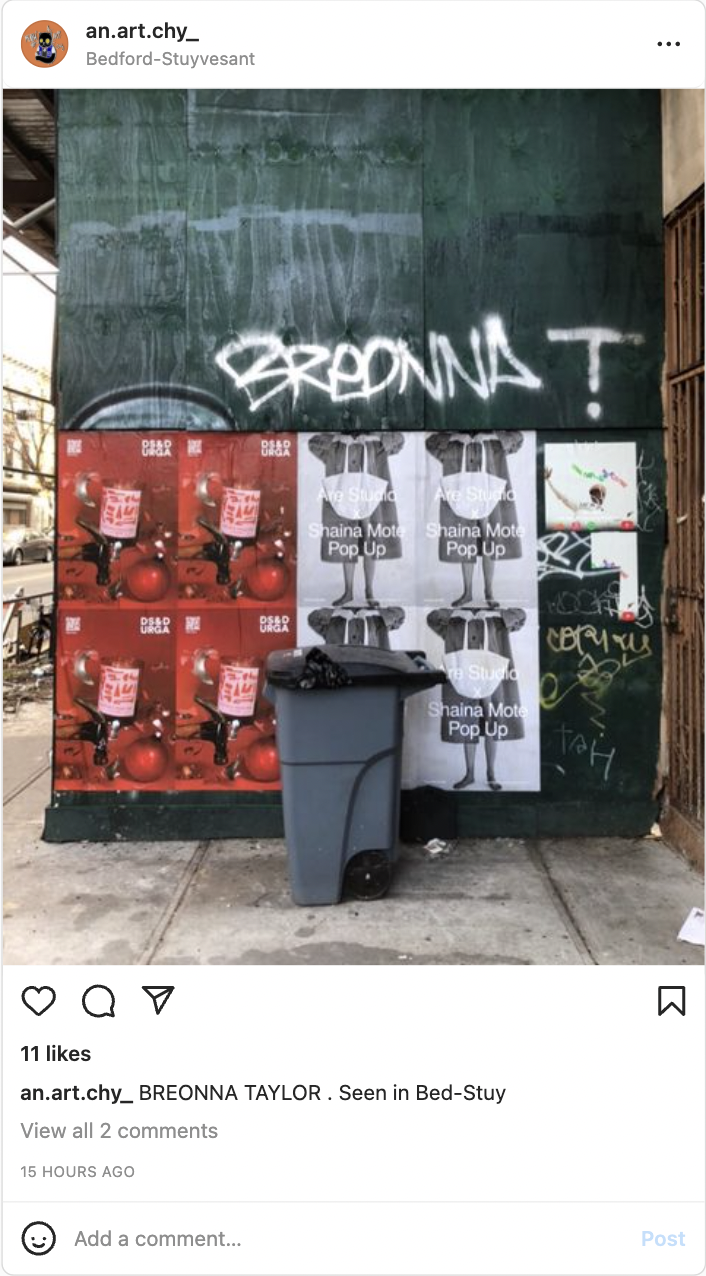 an.art.chy_
Bedford-Stuyvesant
BREONNA T.
DS&D
URGA
DS&D
URGA
Are Studio
x
Shaina Mote
Pop Up
Are Studio
x
Shaina Mote
Pop Up
DS&D
URGA
DS&D
URGA
re Studio
x
Shaina Mote
Pop Up
11 likes
an.art.chy_ BREONNA TAYLOR . Seen in Bed-Stuy
View all 2 comments
15 HOURS AGO
Add a comment...
Post